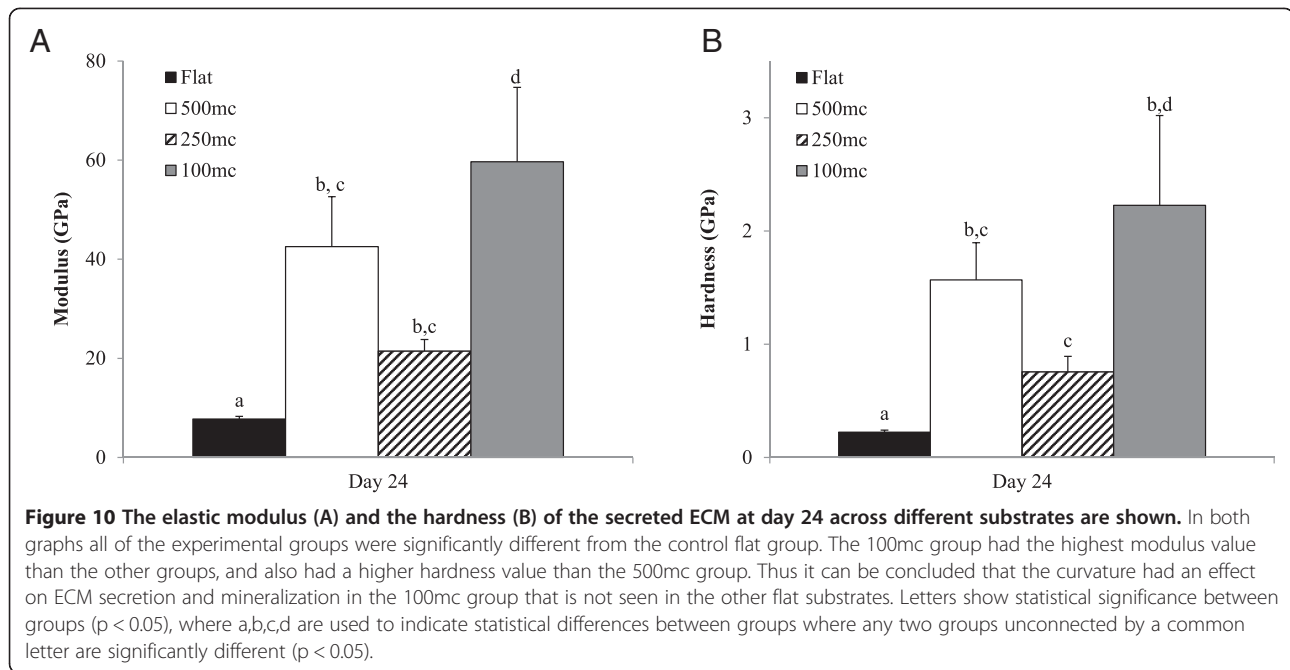 A
80
60
40
20
0
Modulus (GPa)
Flat
500mc
250mc
100mc
a
b, c
b,c
d
Day 24
B
3
2
1
0
Hardness (GPa)
Flat
500mc
250mc
100mc
a
b,c
c
b,d
Day 24
Figure 10 The elastic modulus (A) and the hardness (B) of the secreted ECM at day 24 across different substrates are shown. In both
graphs all of the experimental groups were significantly different from the control flat group. The 100mc group had the highest modulus value
than the other groups, and also had a higher hardness value than the 500mc group. Thus it can be concluded that the curvature had an effect
on ECM secretion and mineralization in the 100mc group that is not seen in the other flat substrates. Letters show statistical significance between
groups (p < 0.05), where a,b,c,d are used to indicate statistical differences between groups where any two groups unconnected by a common
letter are significantly different (p < 0.05).